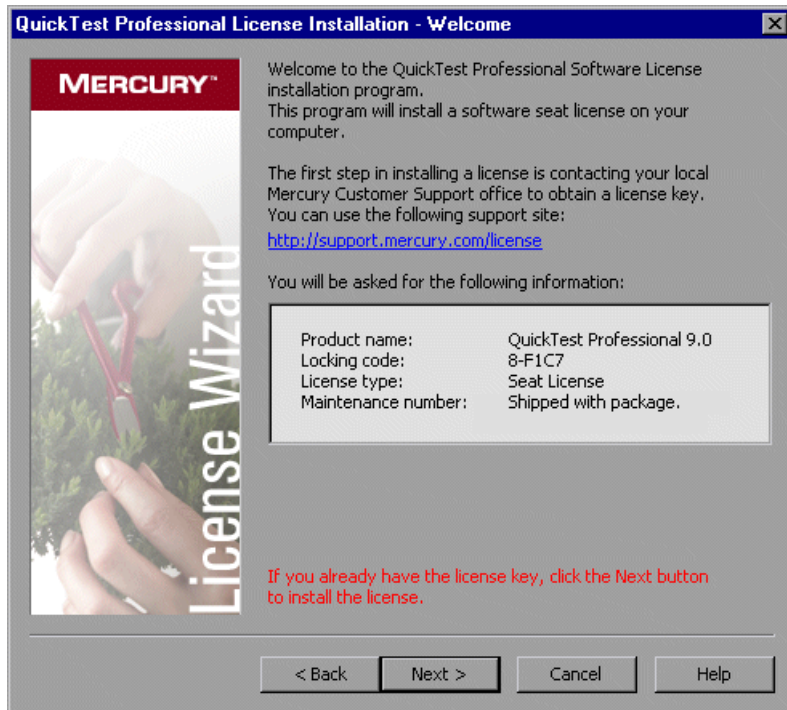 QuickTest Professional License Installation - Welcome
MERCURY™
License Wizard
Welcome to the QuickTest Professional Software License
installation program.
This program will install a software seat license on your
computer.
The first step in installing a license is contacting your local
Mercury Customer Support office to obtain a license key.
You can use the following support site:
http://support.mercury.com/license
You will be asked for the following information:
Product name: QuickTest Professional 9.0
Locking code: 8-F1C7
License type: Seat License
Maintenance number: Shipped with package.
If you already have the license key, click the Next button
to install the license.
< Back Next > Cancel Help